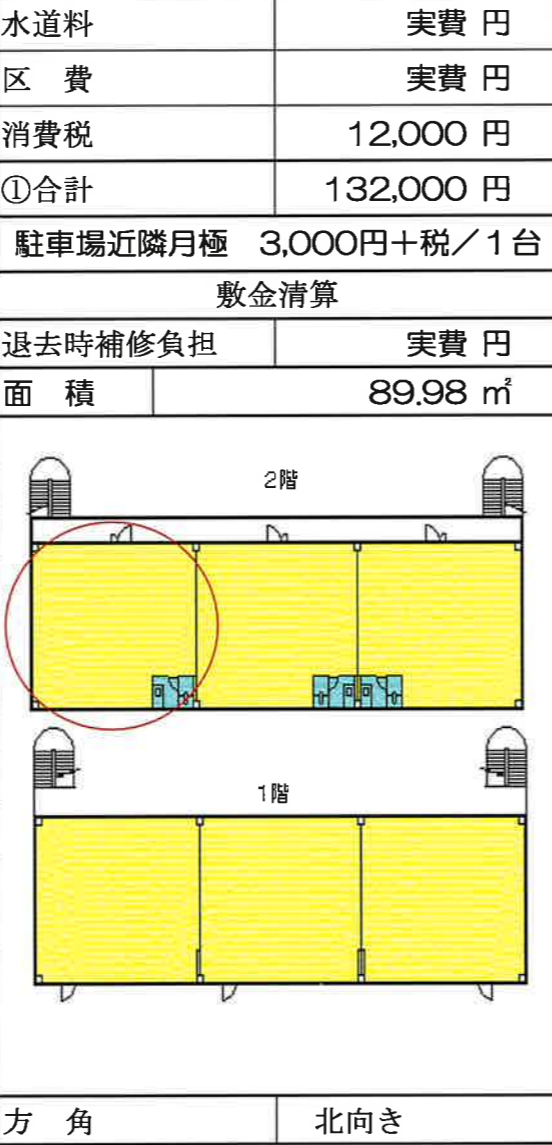 水道料 実費 円
区 費 実費 円
消費税 12,000 円
①合計 132,000 円
駐車場近隣月極 3,000円＋税／1台
敷金清算
退去時補修負担 実費 円
面 積 89.98 ㎡
2階
1階
方 角 北向き